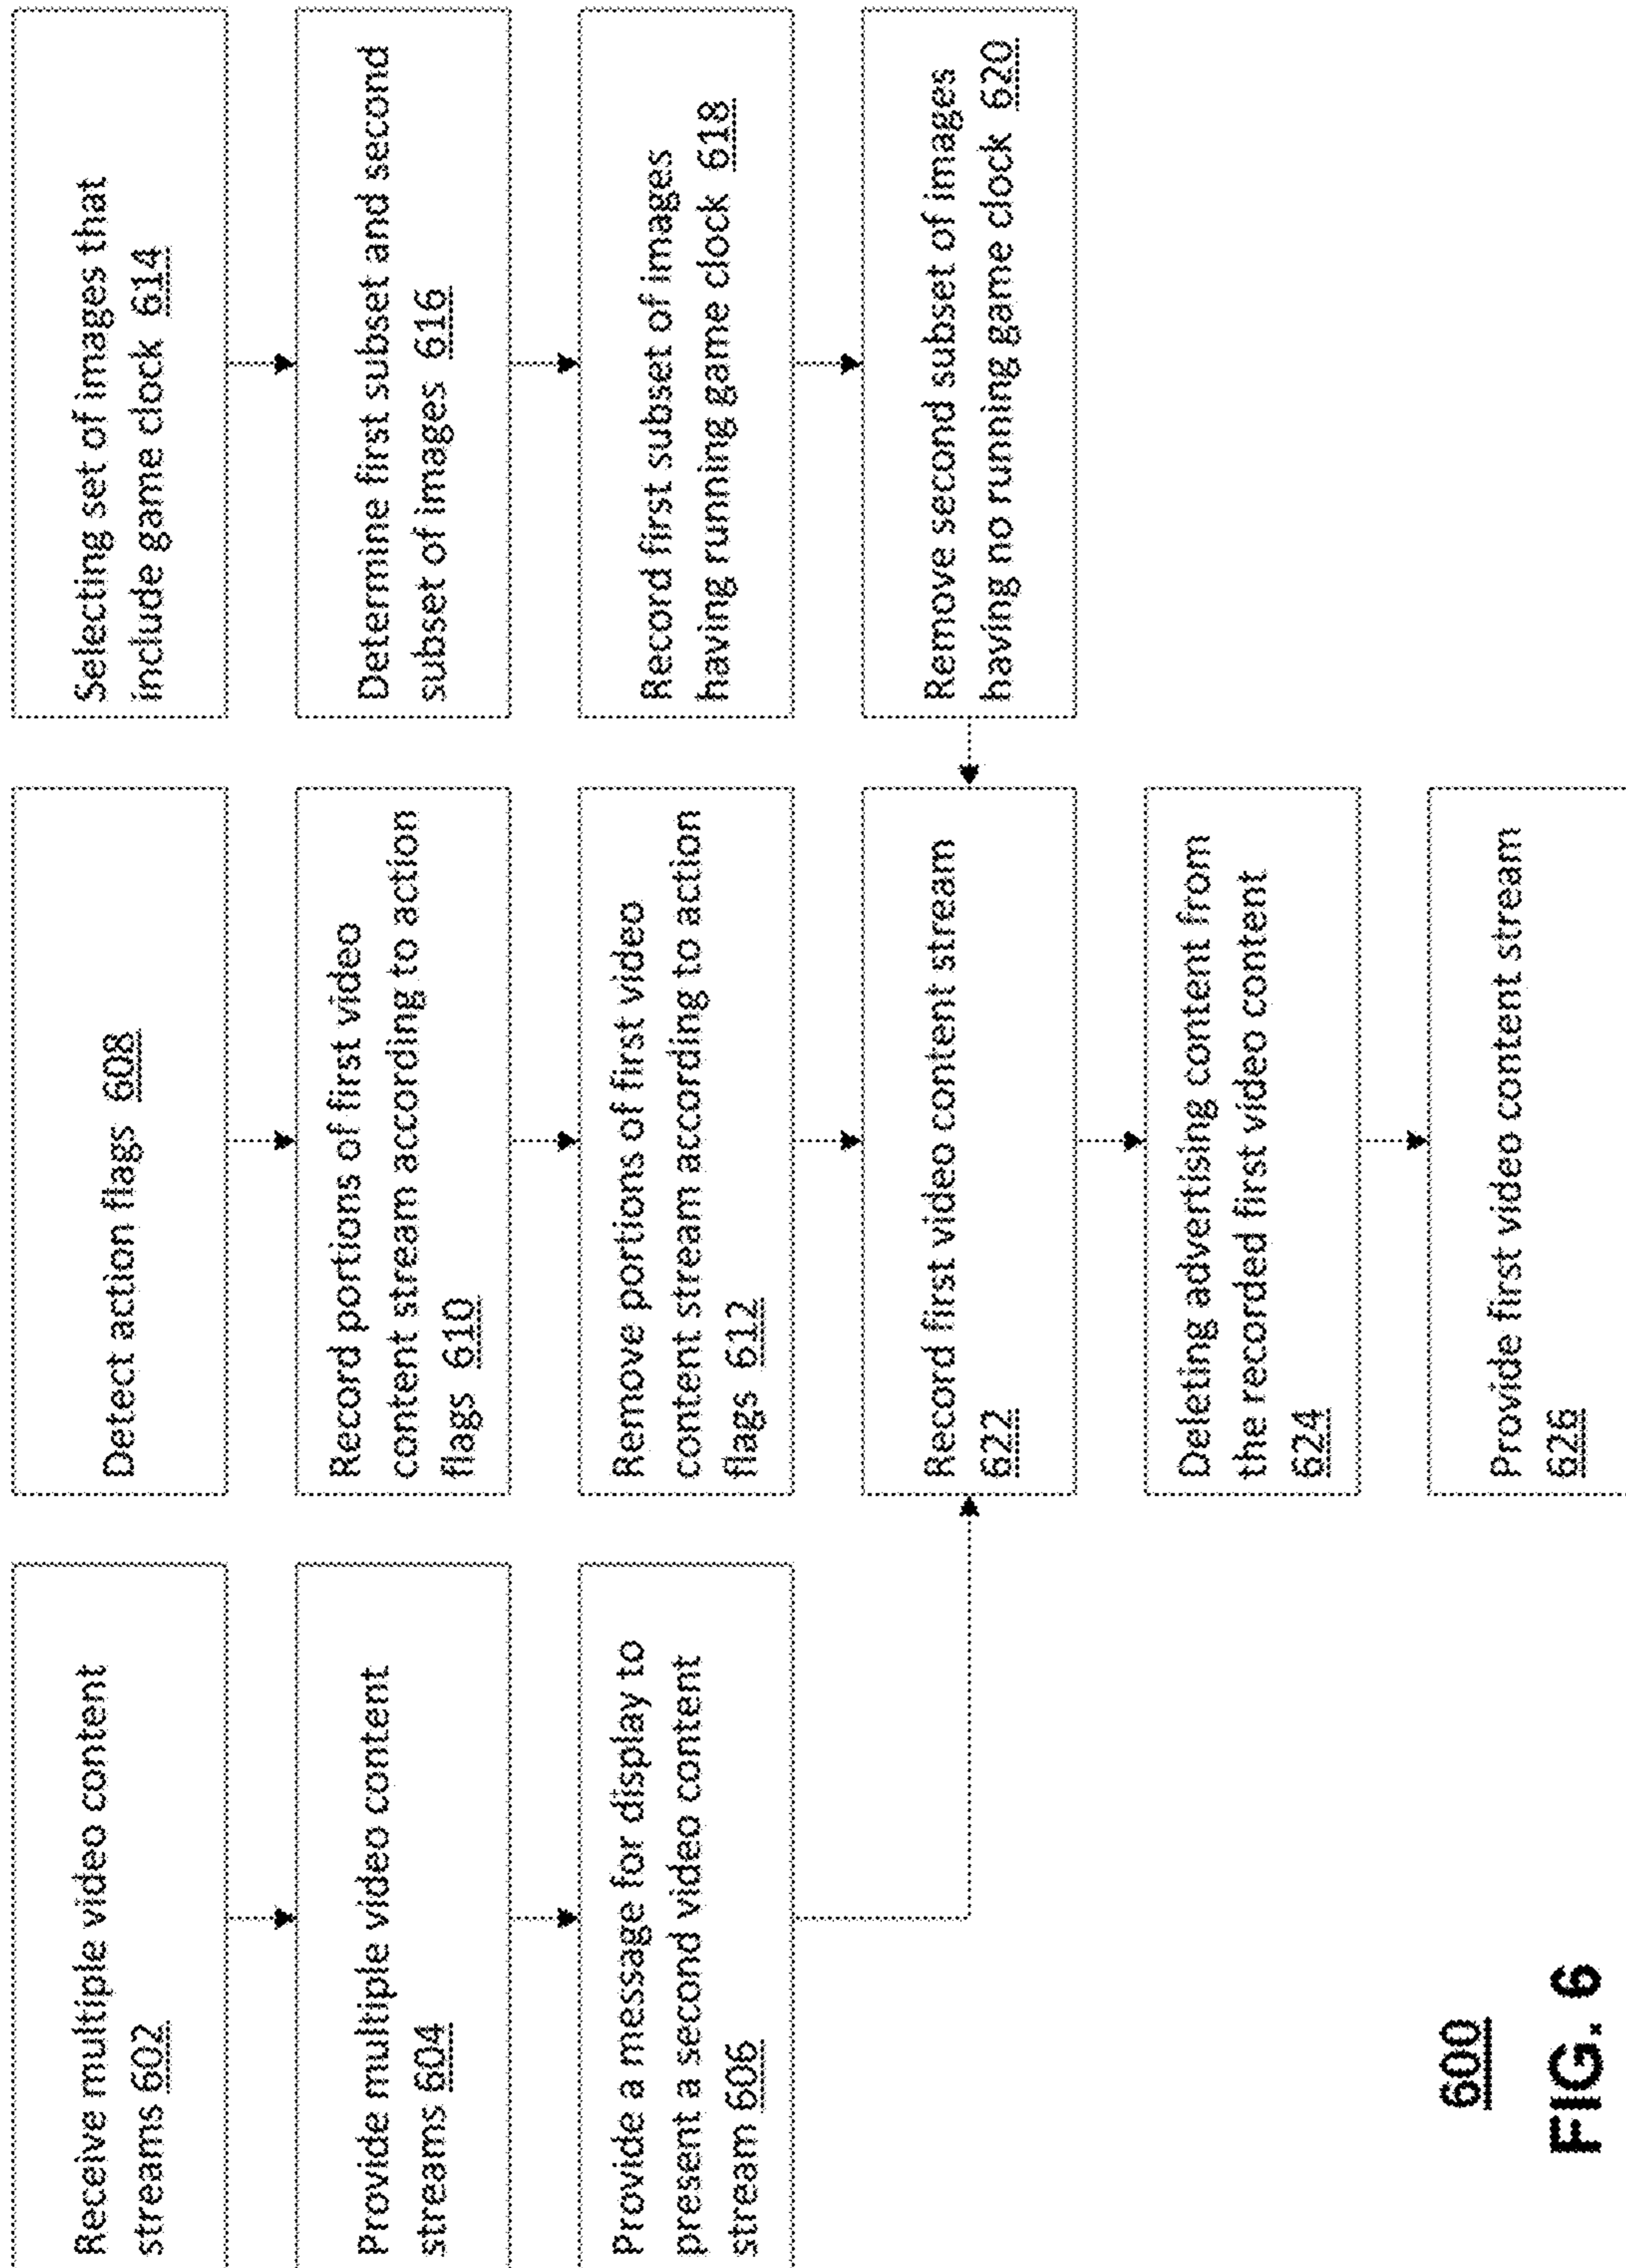 Receive multiple video content
streams 602
Provide multiple video content
streams 604
Provide a message for display to
present a second video content
stream 606
Detect action flags 608
Record portions of first video
content stream according to action
flags 610
Remove portions of first video
content stream according to action
flags 612
Record first video content stream
622
Deleting advertising content from
the recorded first video content
624
Provide first video content stream
626
Selecting set of images that
include game clock 614
Determine first subset and second
subset of images 616
Record first subset of images
having running game clock 618
Remove second subset of images
having no running game clock 620
600
FIG. 6